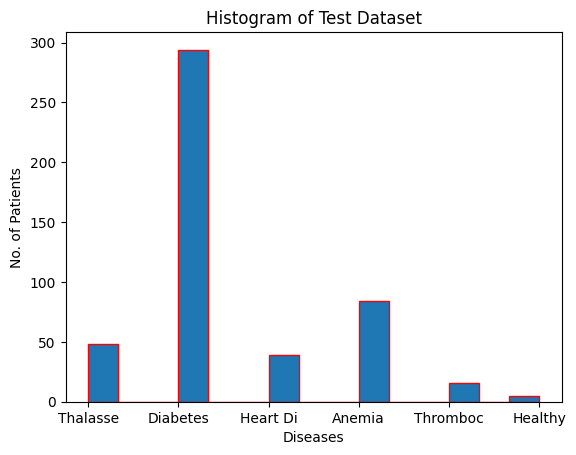 Histogram of Test Dataset
No. of Patients
300
250
200
150
100
50
0
Thalasse Diabetes Heart Di Anemia Thromboc Healthy
Diseases